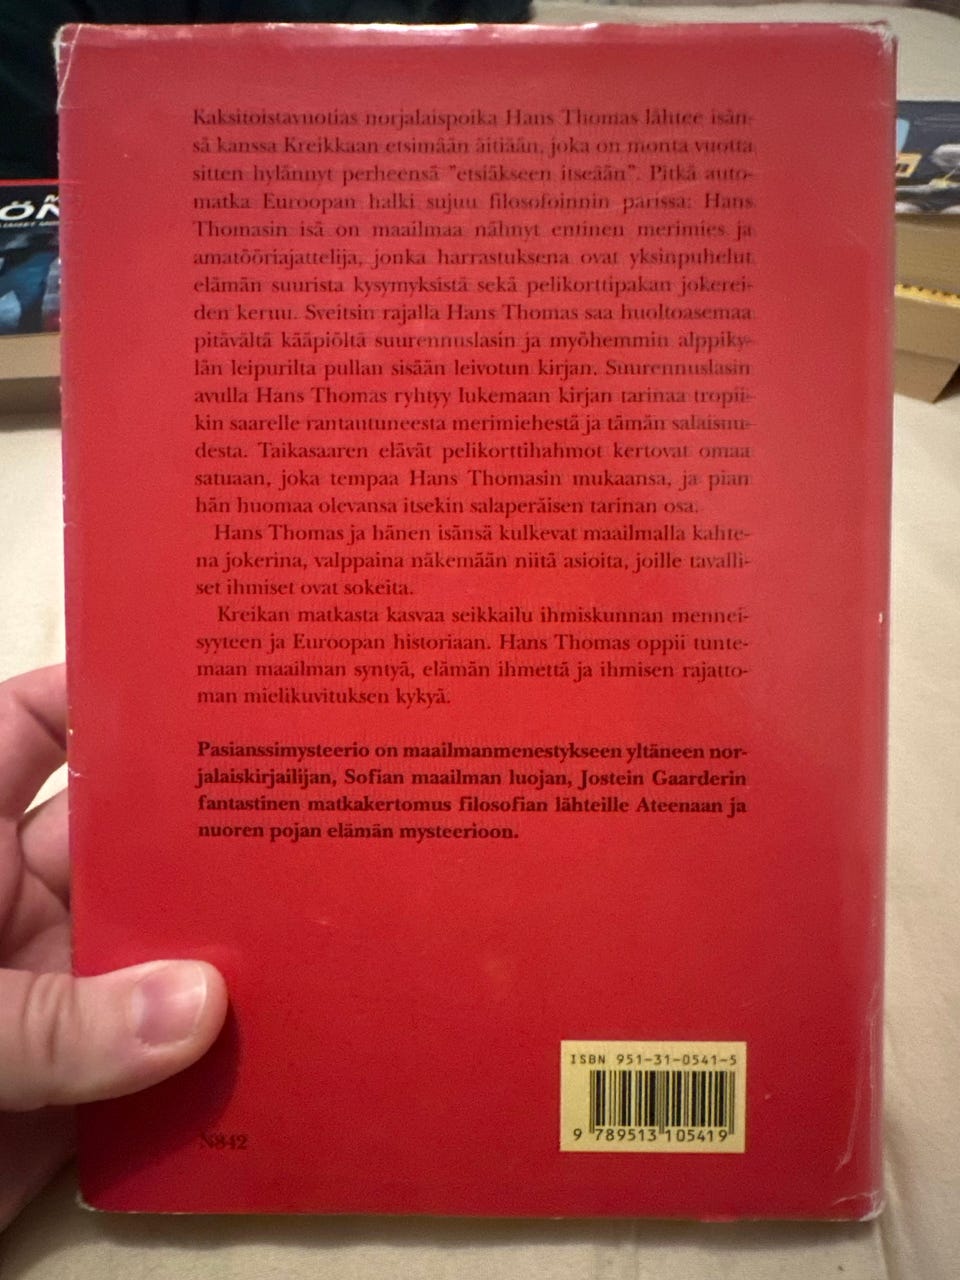 Kaksitoistavuotias norjalaispoika Hans Thomas lähtee isän-
sä kanssa Kreikkaan etsimään äitiään, joka on monta vuotta
sitten hylännyt perheensä "etsiäkseen itseään". Pitkä auto-
matka Euroopan halki sujuu filosofoinnin parissa: Hans
Thomasin isä on maailmaa nähnyt entinen merimies ja
amatööriajattelija, jonka harrastuksena ovat yksinpuhelut
elämän suurista kysymyksistä sekä pelikorttipakan jokerei-
den keruu. Sveitsin rajalla Hans Thomas saa huoltoasemaa
pitävältä kääpiöltä suurennuslasin ja myöhemmin alppiky-
län leipurilta pullan sisään leivotun kirjan. Suurennuslasin
avulla Hans Thomas ryhtyy lukemaan kirjan tarinaa tropii-
kin saarelle rantautuneesta merimiehestä ja tämän salaisuu-
desta. Taikasaaren elävät pelikorttihahmot kertovat omaa
satuaan, joka tempaa Hans Thomasin mukaansa, ja pian
hän huomaa olevansa itsekin salaperäisen tarinan osa.
Hans Thomas ja hänen isänsä kulkevat maailmalla kahte-
na jokerina, valppaina näkemään niitä asioita, joille tavalli-
set ihmiset ovat sokeita.
Kreikan matkasta kasvaa seikkailu ihmiskunnan mennei-
syyteen ja Euroopan historiaan. Hans Thomas oppii tunte-
maan maailman syntyä, elämän ihmettä ja ihmisen rajatto-
man mielikuvituksen kykyä.
Pasianssimysteerio on maailmanmenestykseen yltäneen nor-
jalaiskirjailijan, Sofian maailman luojan, Jostein Gaarderin
fantastinen matkakertomus filosofian lähteille Ateenaan ja
nuoren pojan elämän mysteerioon.
ISBN 951-31-0541-5
9 789513 105419
N842